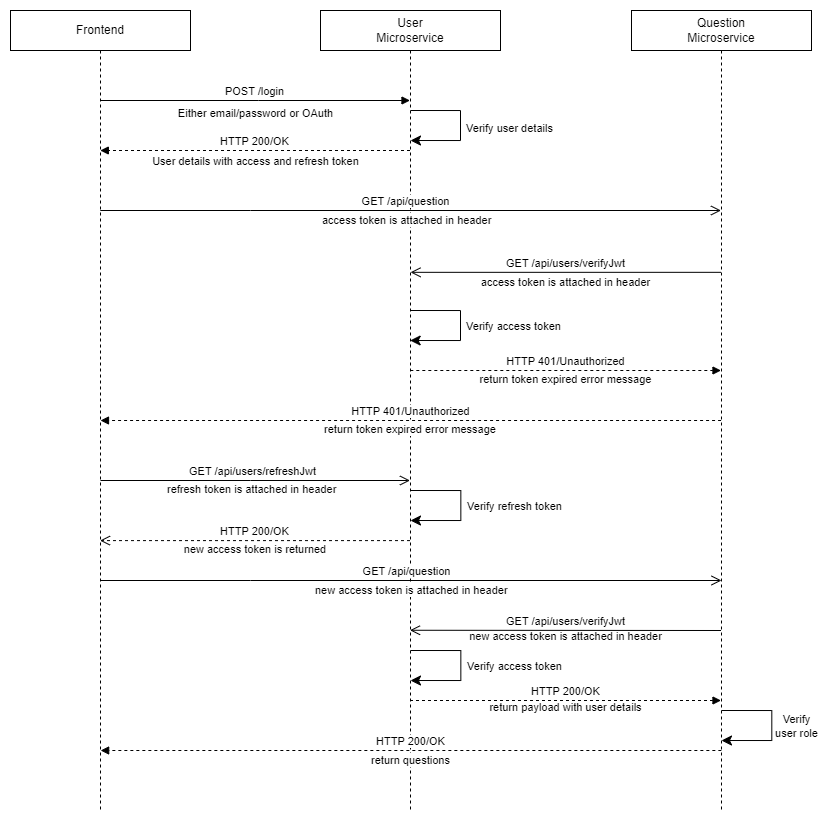 Frontend
User
Microservice
Question
Microservice
POST /login
Either email/password or OAuth
Verify user details
HTTP 200/OK
User details with access and refresh token
GET /api/question
access token is attached in header
GET /api/users/verifyJwt
access token is attached in header
Verify access token
HTTP 401/Unauthorized
return token expired error message
HTTP 401/Unauthorized
return token expired error message
GET /api/users/refreshJwt
refresh token is attached in header
Verify refresh token
HTTP 200/OK
new access token is returned
GET /api/question
new access token is attached in header
GET /api/users/verifyJwt
new access token is attached in header
Verify access token
HTTP 200/OK
return payload with user details
Verify
user role
HTTP 200/OK
return questions